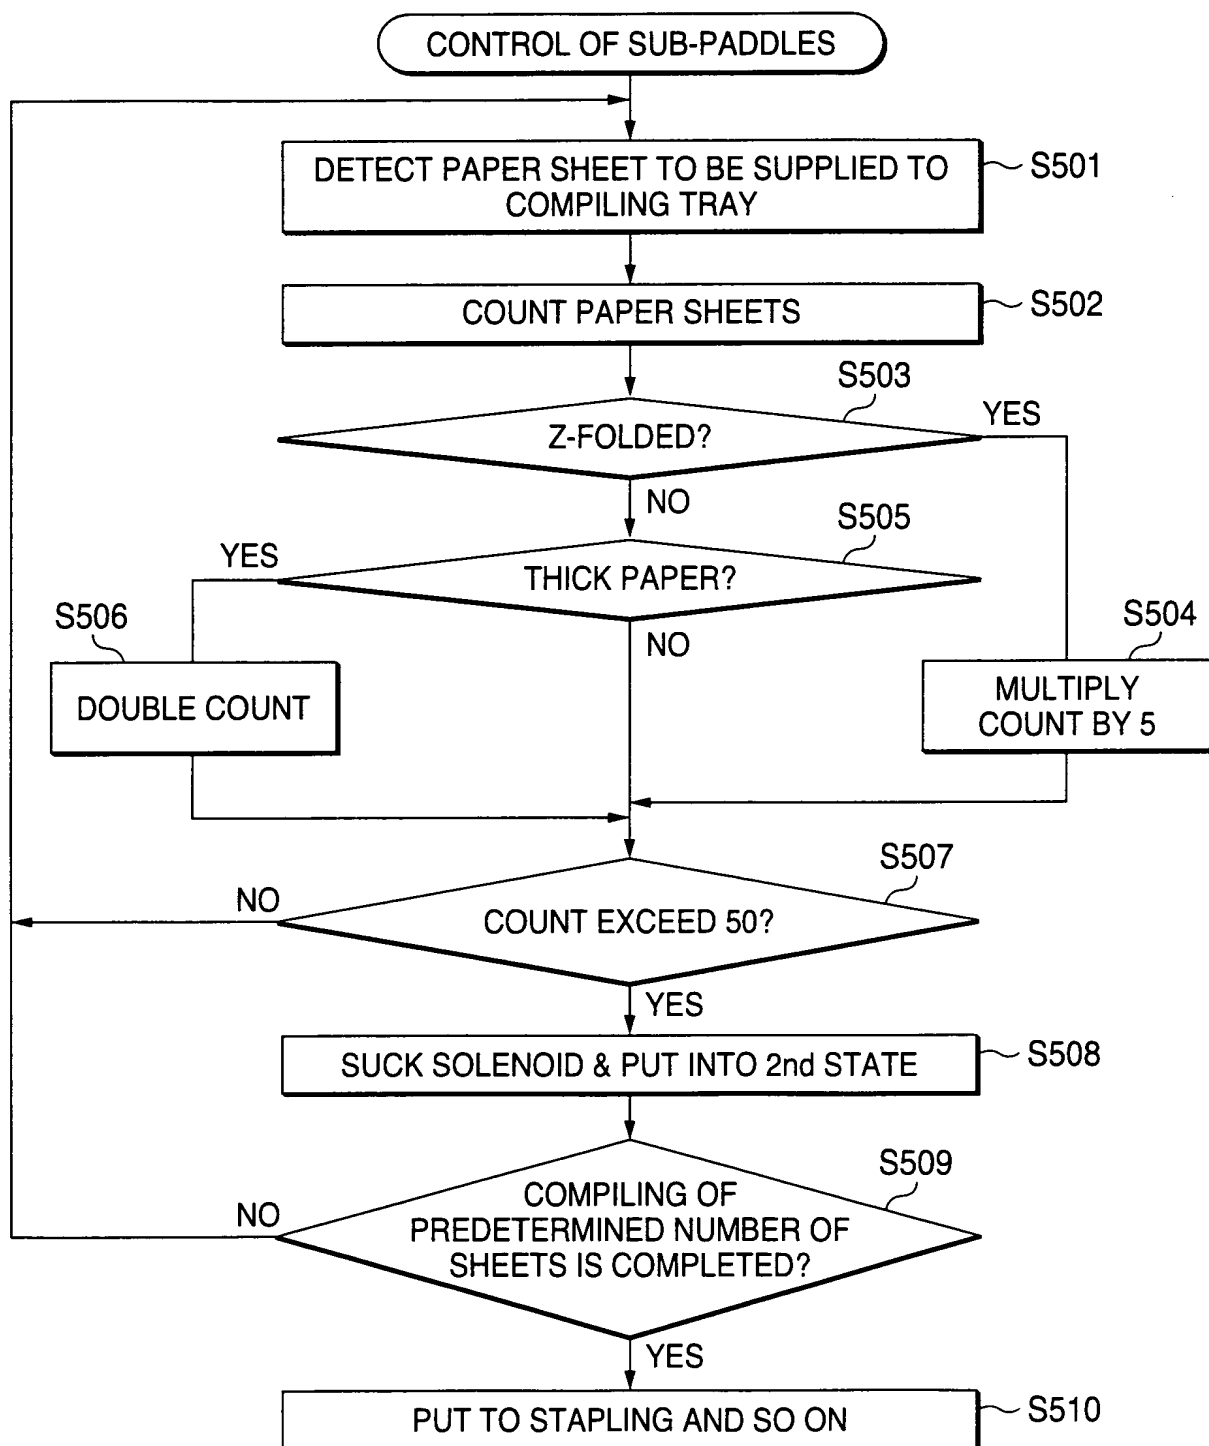 CONTROL OF SUB-PADDLES
DETECT PAPER SHEET TO BE SUPPLIED TO
COMPILING TRAY
S501
COUNT PAPER SHEETS
S502
S503
Z-FOLDED?
YES
NO
S505
YES
THICK PAPER?
NO
S506
DOUBLE COUNT
S504
MULTIPLY
COUNT BY 5
S507
NO
COUNT EXCEED 50?
YES
SUCK SOLENOID & PUT INTO 2nd STATE
S508
S509
NO
COMPILING OF
PREDETERMINED NUMBER OF
SHEETS IS COMPLETED?
YES
PUT TO STAPLING AND SO ON
S510